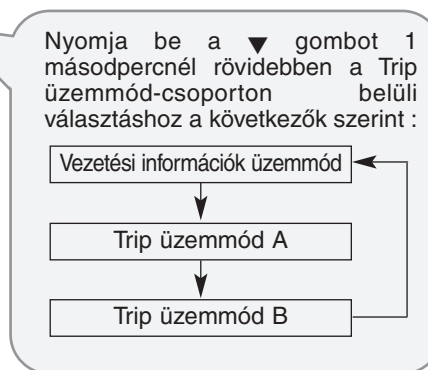 Nyomja be a ▼ gombot 1
másodpercnél rövidebben a Trip
üzemmód-csoporton belüli
választáshoz a következők szerint :
Vezetési információk üzemmód
Trip üzemmód A
Trip üzemmód B